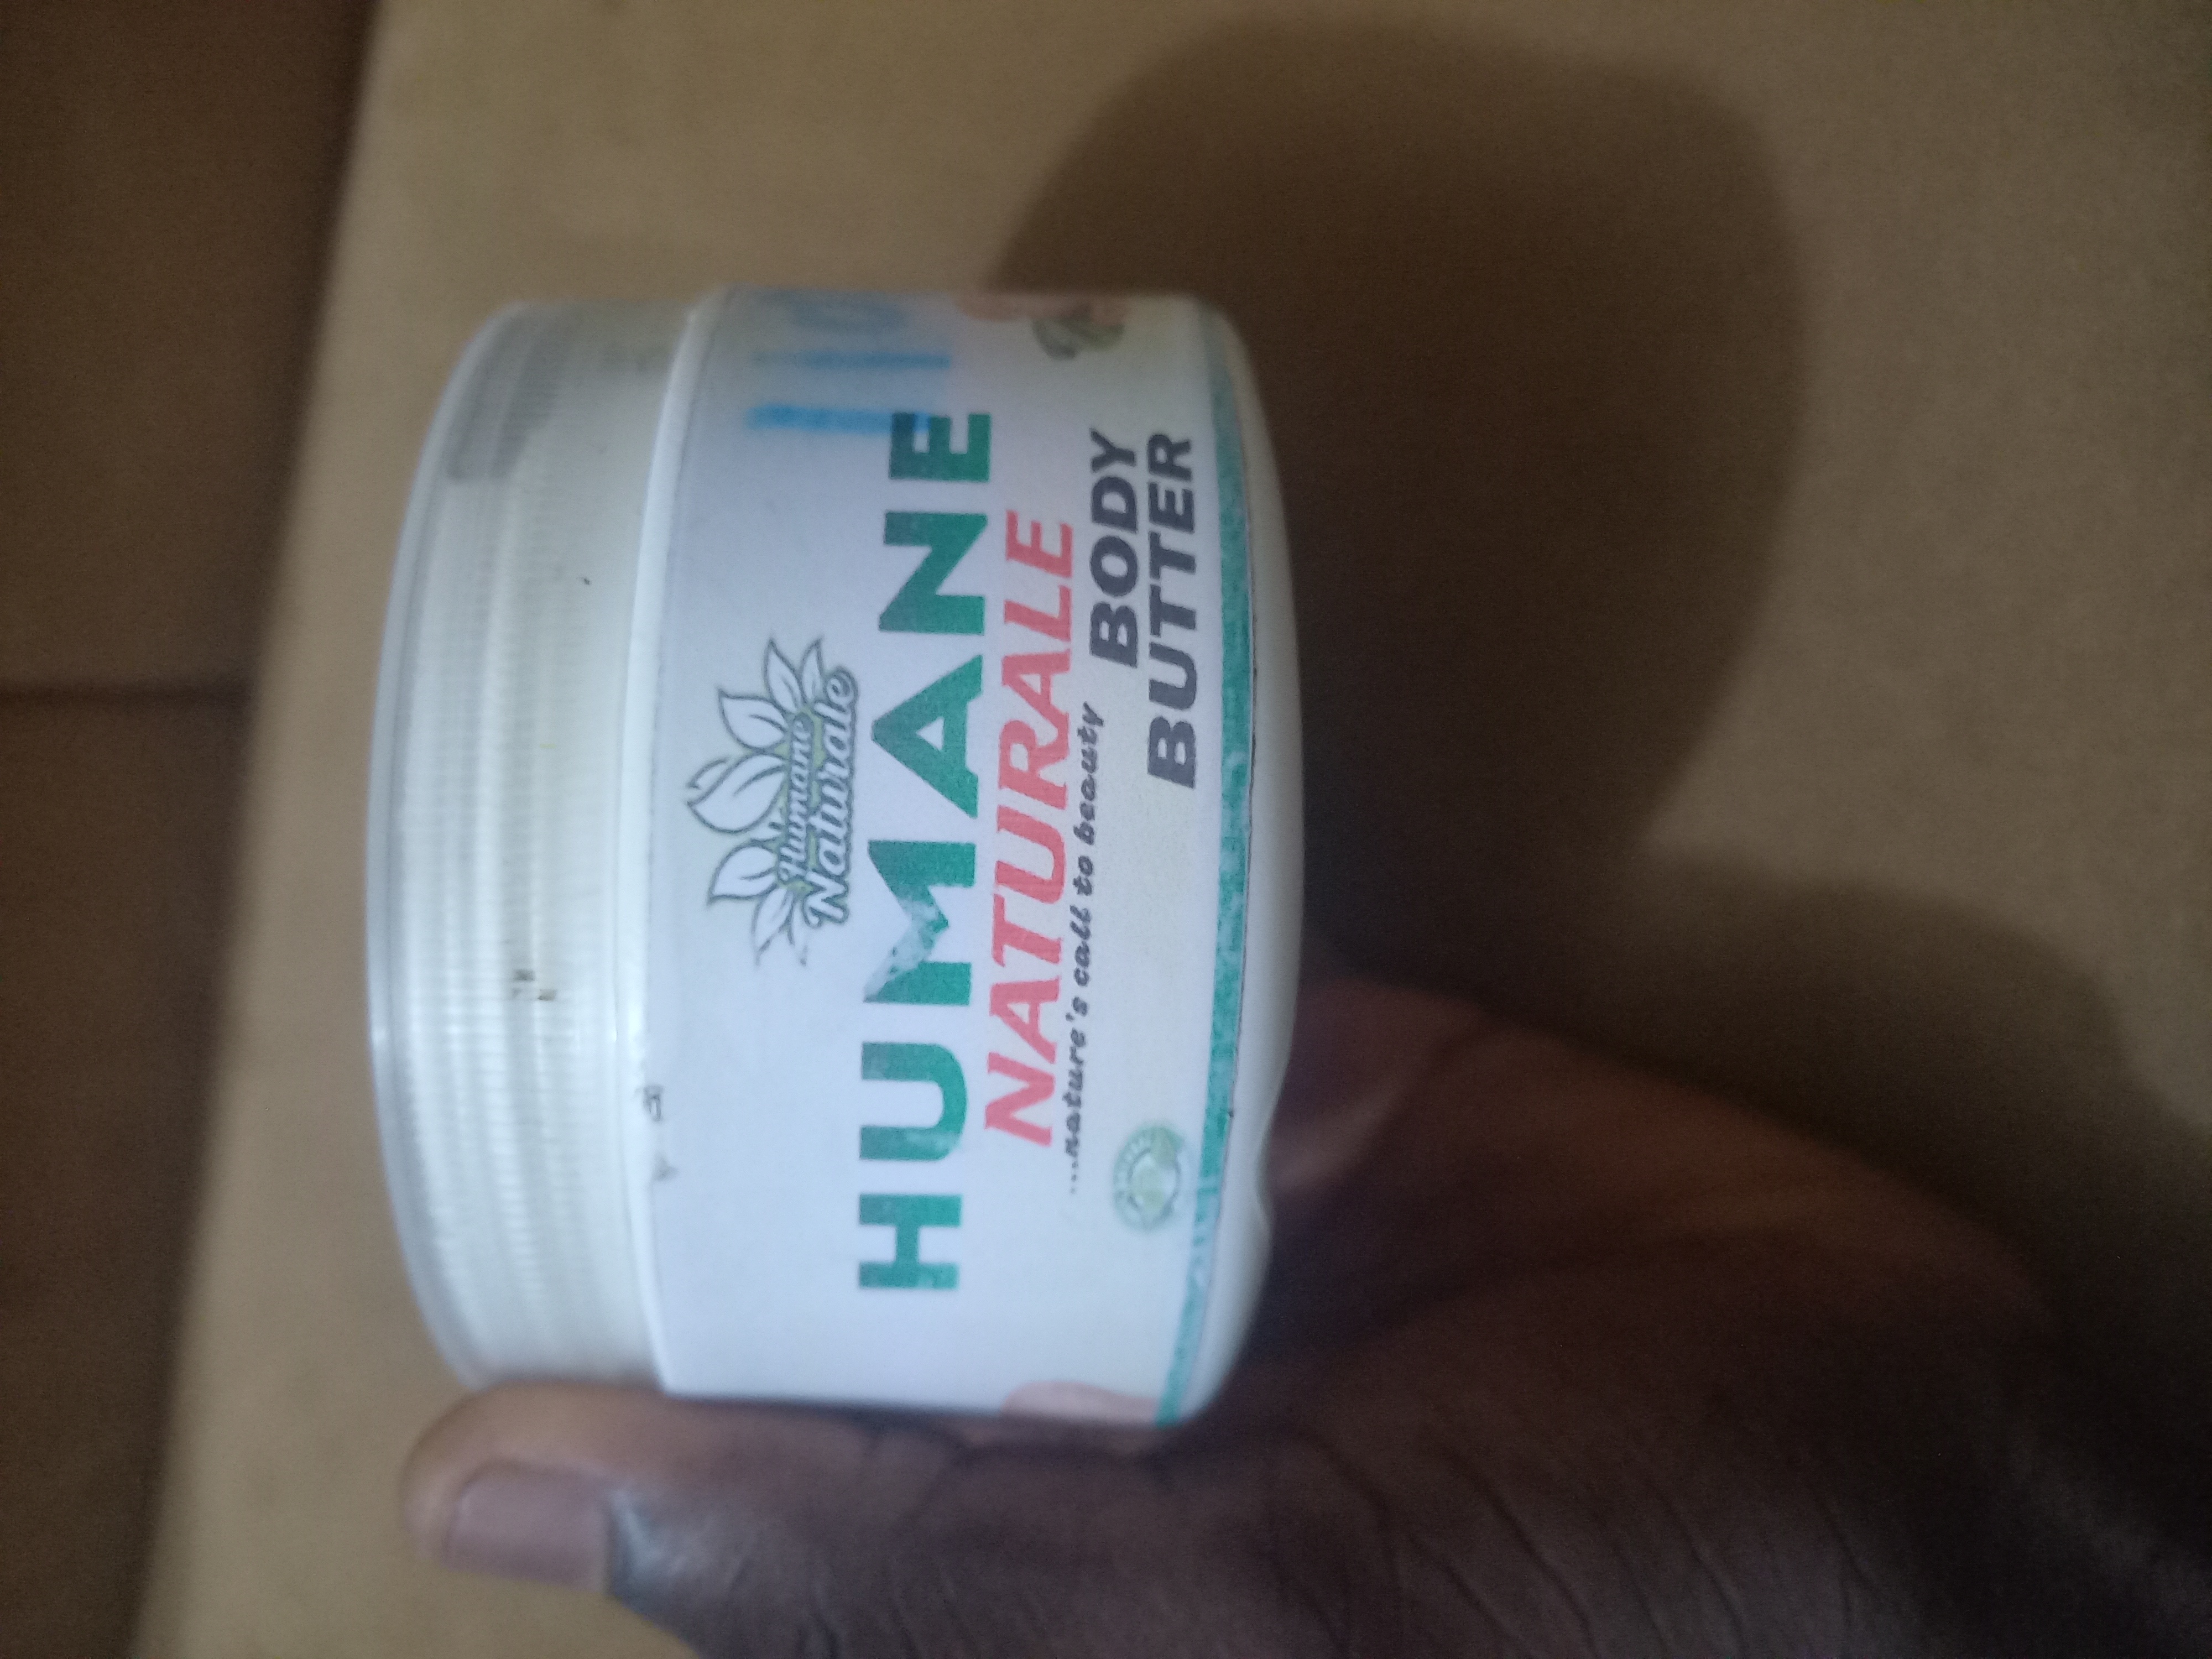 Humane
Naturale
HUMANE
NATURALE
...nature's call to beauty
BODY
BUTTER